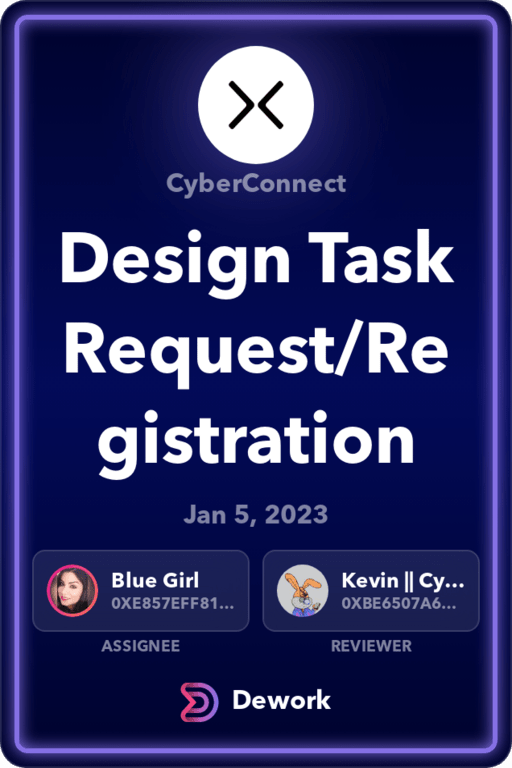 CyberConnect
Design Task
Request/Re
gistration
Jan 5, 2023
Blue Girl
0XE857EFF81...
ASSIGNEE
Kevin || Cy...
0XBE6507A6...
REVIEWER
Dework